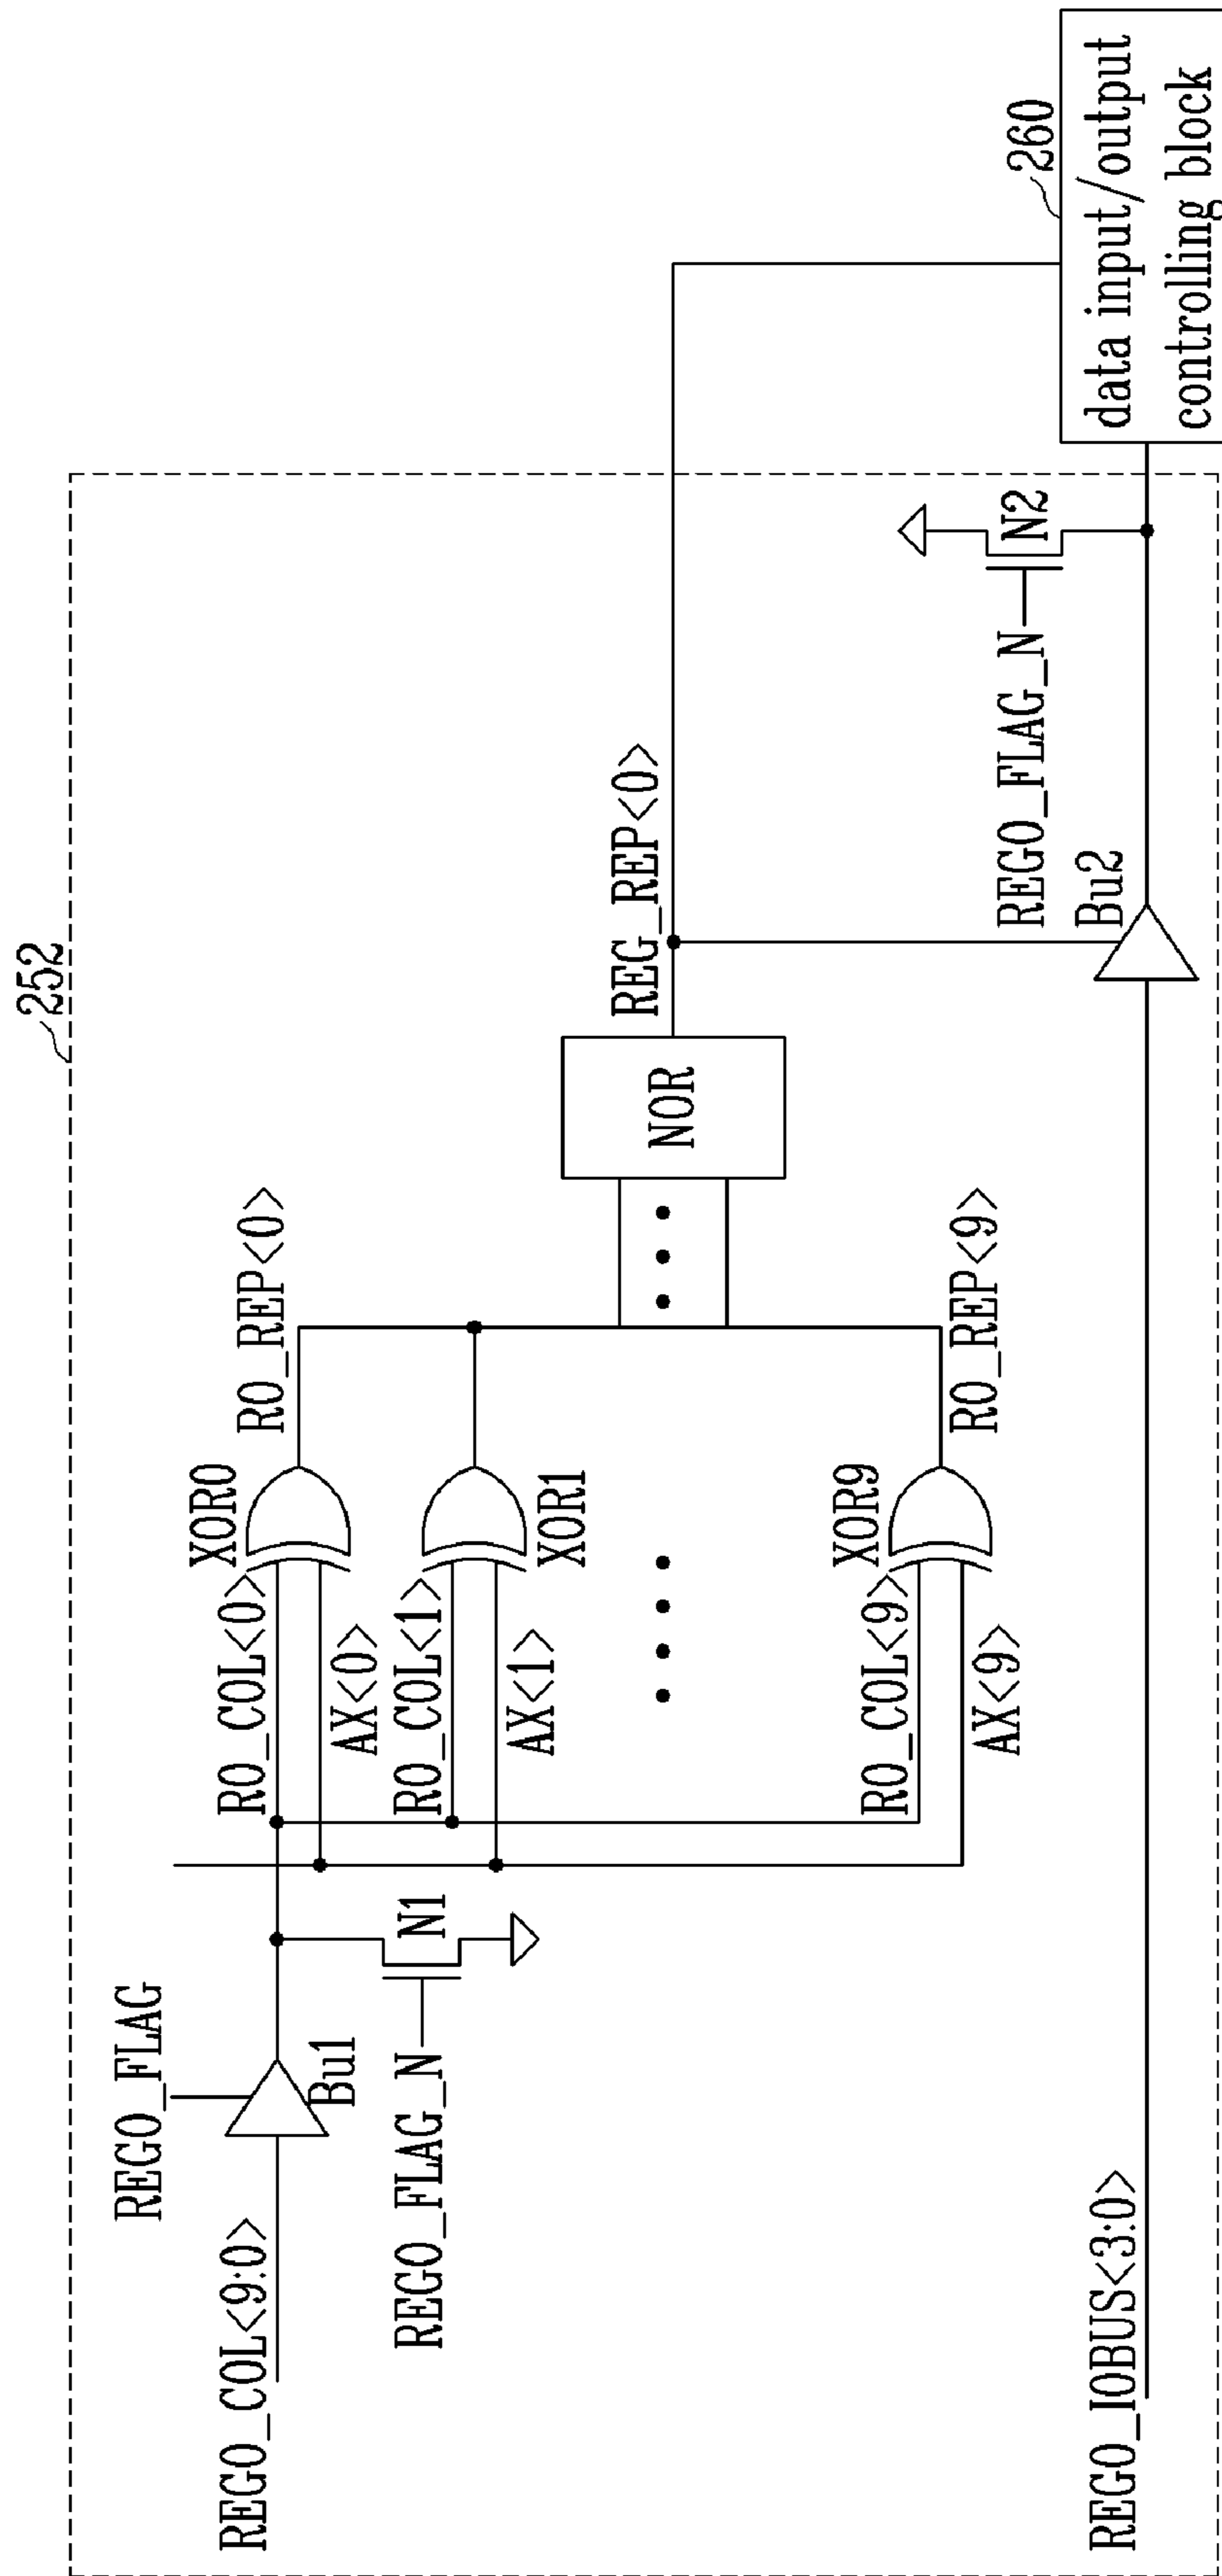 252
REGO_FLAG
REGO_COL<9:0>
Bu1
REGO_FLAG_N
N1
RO_COL<0>
AX<0>
XOR0
RO_REP<0>
RO_COL<1>
AX<1>
XOR1
RO_COL<9>
AX<9>
XOR9
RO_REP<9>
NOR
REG_REP<0>
REGO_IOBUS<3:0>
Bu2
REGO_FLAG_N
N2
260
data input/output
controlling block